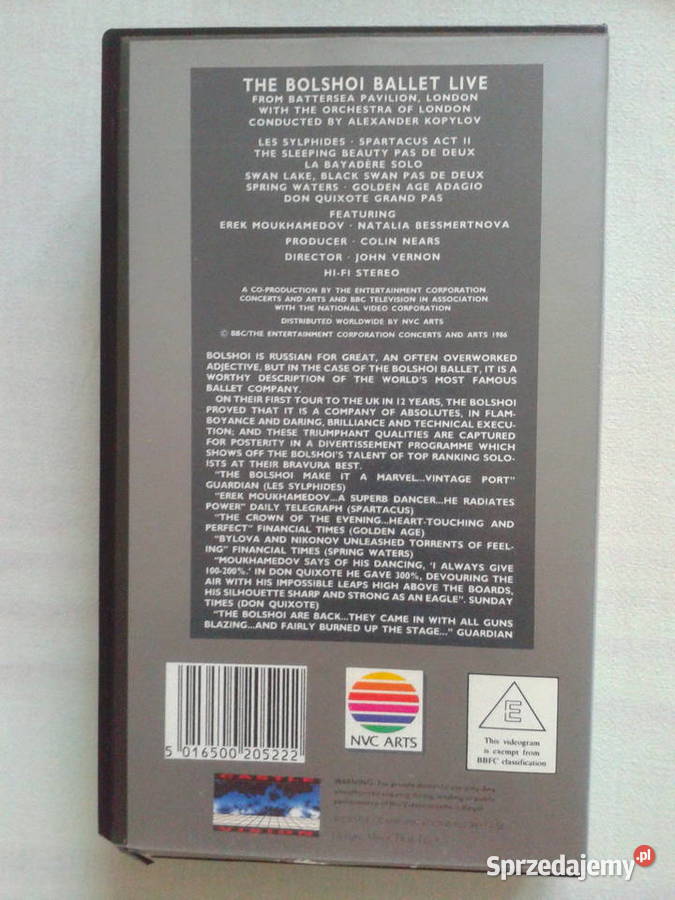 THE BOLSHOI BALLET LIVE
FROM BATTERSEA PAVILION, LONDON
WITH THE ORCHESTRA OF LONDON
CONDUCTED BY ALEXANDER KOPYLOV
LES SYLPHIDES · SPARTACUS ACT II
THE SLEEPING BEAUTY PAS DE DEUX
LA BAYADÈRE SOLO
SWAN LAKE, BLACK SWAN PAS DE DEUX
SPRING WATERS · GOLDEN AGE ADAGIO
DON QUIXOTE GRAND PAS
FEATURING
EREK MOUKHAMEDOV · NATALIA BESSMERTNOVA
PRODUCER · COLIN NEARS
DIRECTOR · JOHN VERNON
HI-FI STEREO
A CO-PRODUCTION BY THE ENTERTAINMENT CORPORATION
CONCERTS AND ARTS AND BBC TELEVISION IN ASSOCIATION
WITH THE NATIONAL VIDEO CORPORATION
DISTRIBUTED WORLDWIDE BY NVC ARTS
© BBC/THE ENTERTAINMENT CORPORATION CONCERTS AND ARTS 1986
BOLSHOI IS RUSSIAN FOR GREAT, AN OFTEN OVERWORKED
ADJECTIVE, BUT IN THE CASE OF THE BOLSHOI BALLET, IT IS A
WORTHY DESCRIPTION OF THE WORLD'S MOST FAMOUS
BALLET COMPANY.
ON THEIR FIRST TOUR TO THE UK IN 12 YEARS, THE BOLSHOI
PROVED THAT IT IS A COMPANY OF ABSOLUTES, IN FLAM-
BOYANCE AND DARING, BRILLIANCE AND TECHNICAL EXECU-
TION; AND THESE TRIUMPHANT QUALITIES ARE CAPTURED
FOR POSTERITY IN A DIVERTISSEMENT PROGRAMME WHICH
SHOWS OFF THE BOLSHOI'S TALENT OF TOP RANKING SOLO-
ISTS AT THEIR BRAVURA BEST.
"THE BOLSHOI MAKE IT A MARVEL...VINTAGE PORT"
GUARDIAN (LES SYLPHIDES)
"EREK MOUKHAMEDOV...A SUPERB DANCER...HE RADIATES
POWER" DAILY TELEGRAPH (SPARTACUS)
"THE CROWN OF THE EVENING...HEART-TOUCHING AND
PERFECT" FINANCIAL TIMES (GOLDEN AGE)
"BYLOVA AND NIKONOV UNLEASHED TORRENTS OF FEEL-
ING" FINANCIAL TIMES (SPRING WATERS)
"MOUKHAMEDOV SAYS OF HIS DANCING, 'I ALWAYS GIVE
100-200%.' IN DON QUIXOTE HE GAVE 300%, DEVOURING THE
AIR WITH HIS IMPOSSIBLE LEAPS HIGH ABOVE THE BOARDS,
HIS SILHOUETTE SHARP AND STRONG AS AN EAGLE". SUNDAY
TIMES (DON QUIXOTE)
"THE BOLSHOI ARE BACK...THEY CAME IN WITH ALL GUNS
BLAZING...AND FAIRLY BURNED UP THE STAGE..." GUARDIAN
5 016500 205222
NVC ARTS
E
This videogram
is exempt from
BBFC classification
CASTLE
VISION
WARNING:
Sprzedajemy.pl